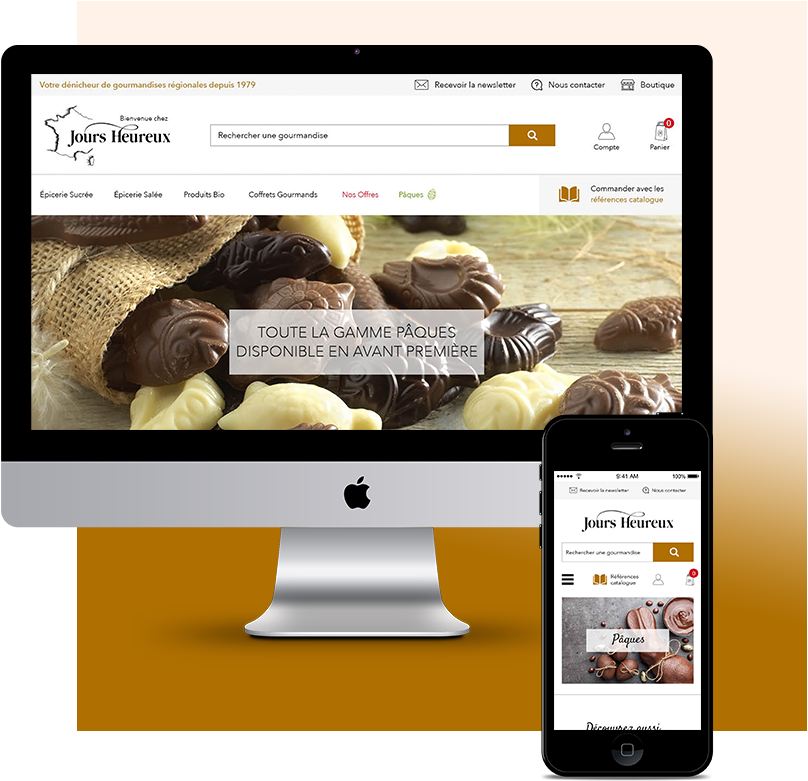 Votre dénicheur de gourmandises régionales depuis 1979
Recevoir la newsletter
Nous contacter
Boutique
Bienvenue chez
Jours Heureux
Rechercher une gourmandise
Compte
0
Panier
Épicerie Sucrée
Épicerie Salée
Produits Bio
Coffrets Gourmands
Nos Offres
Pâques
Commander avec les
références catalogue
TOUTE LA GAMME PÂQUES
DISPONIBLE EN AVANT PREMIÈRE
9:41 AM
100%
Recevoir la newsletter
Nous contacter
Jours Heureux
Rechercher une gourmandise
Références
catalogue
0
Pâques
Découvrez aussi